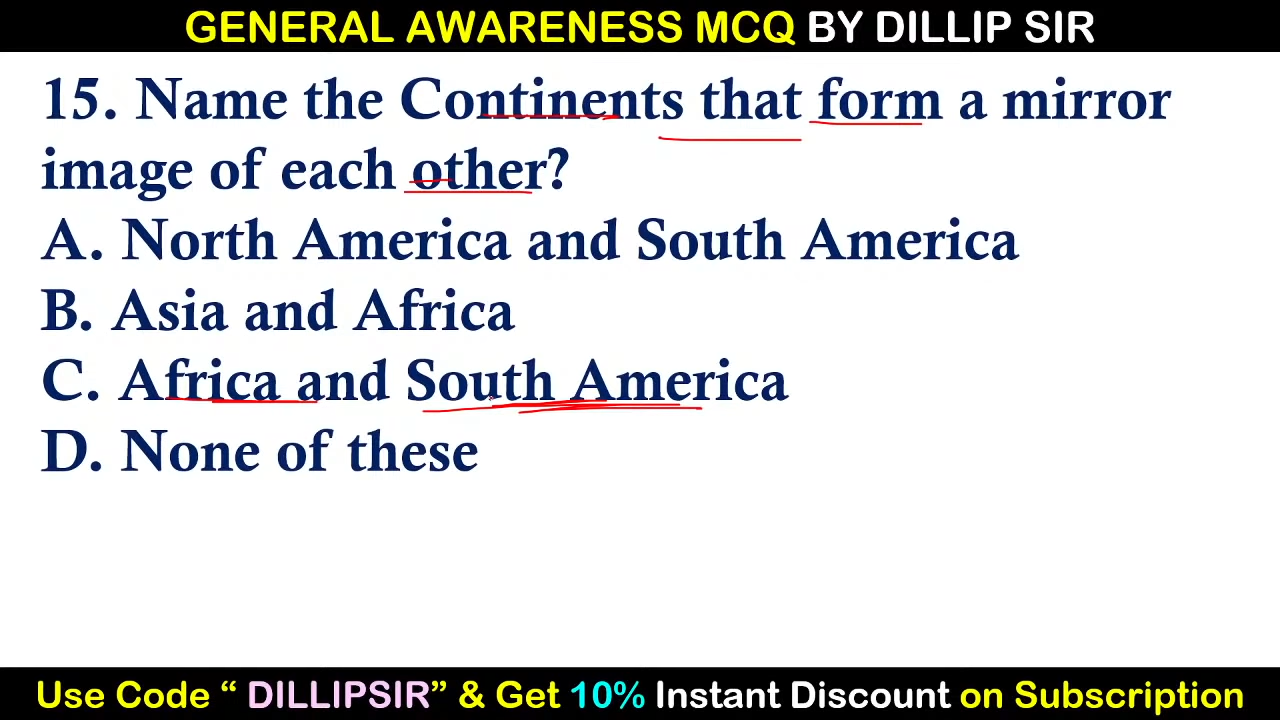 GENERAL AWARENESS MCQ BY DILLIP SIR
15. Name the Continents that form a mirror
image of each other?
A. North America and South America
B. Asia and Africa
C. Africa and South America
D. None of these
Use Code “ DILLIPSIR” & Get 10% Instant Discount on Subscription